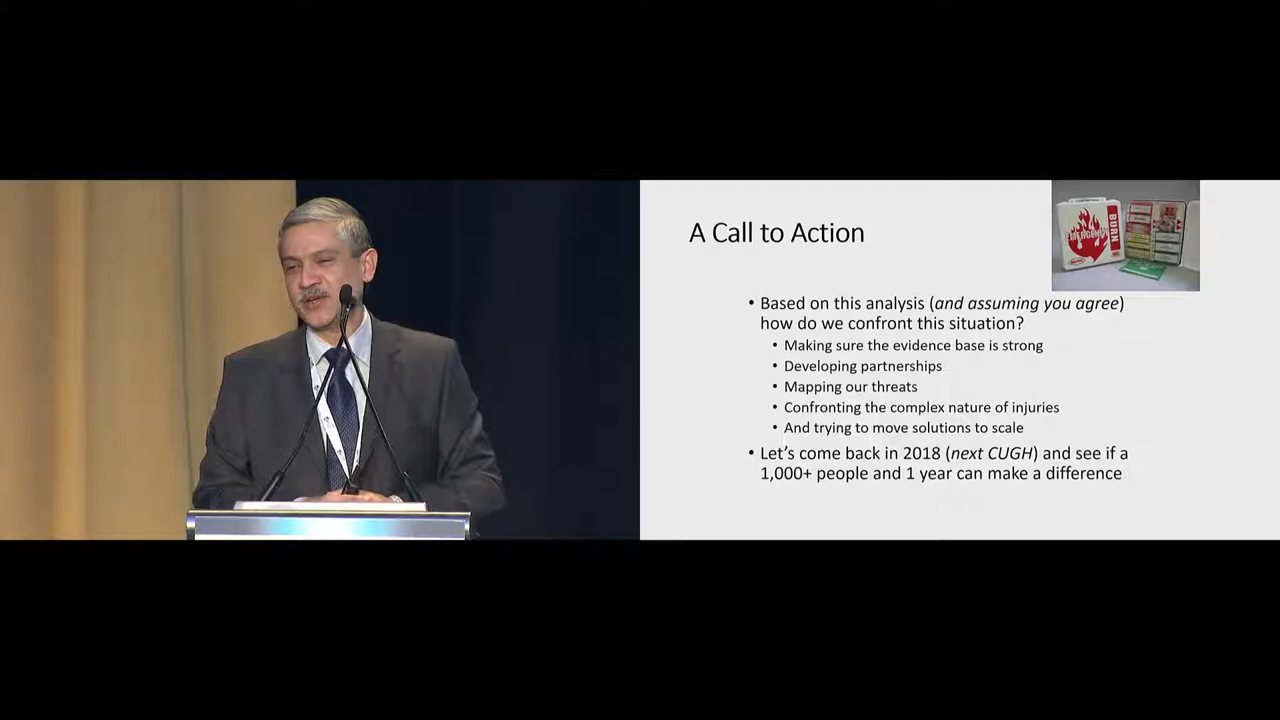 A Call to Action
EMERGENCY
BURN
• Based on this analysis (and assuming you agree)
how do we confront this situation?
• Making sure the evidence base is strong
• Developing partnerships
• Mapping our threats
• Confronting the complex nature of injuries
• And trying to move solutions to scale
• Let’s come back in 2018 (next CUGH) and see if a
1,000+ people and 1 year can make a difference